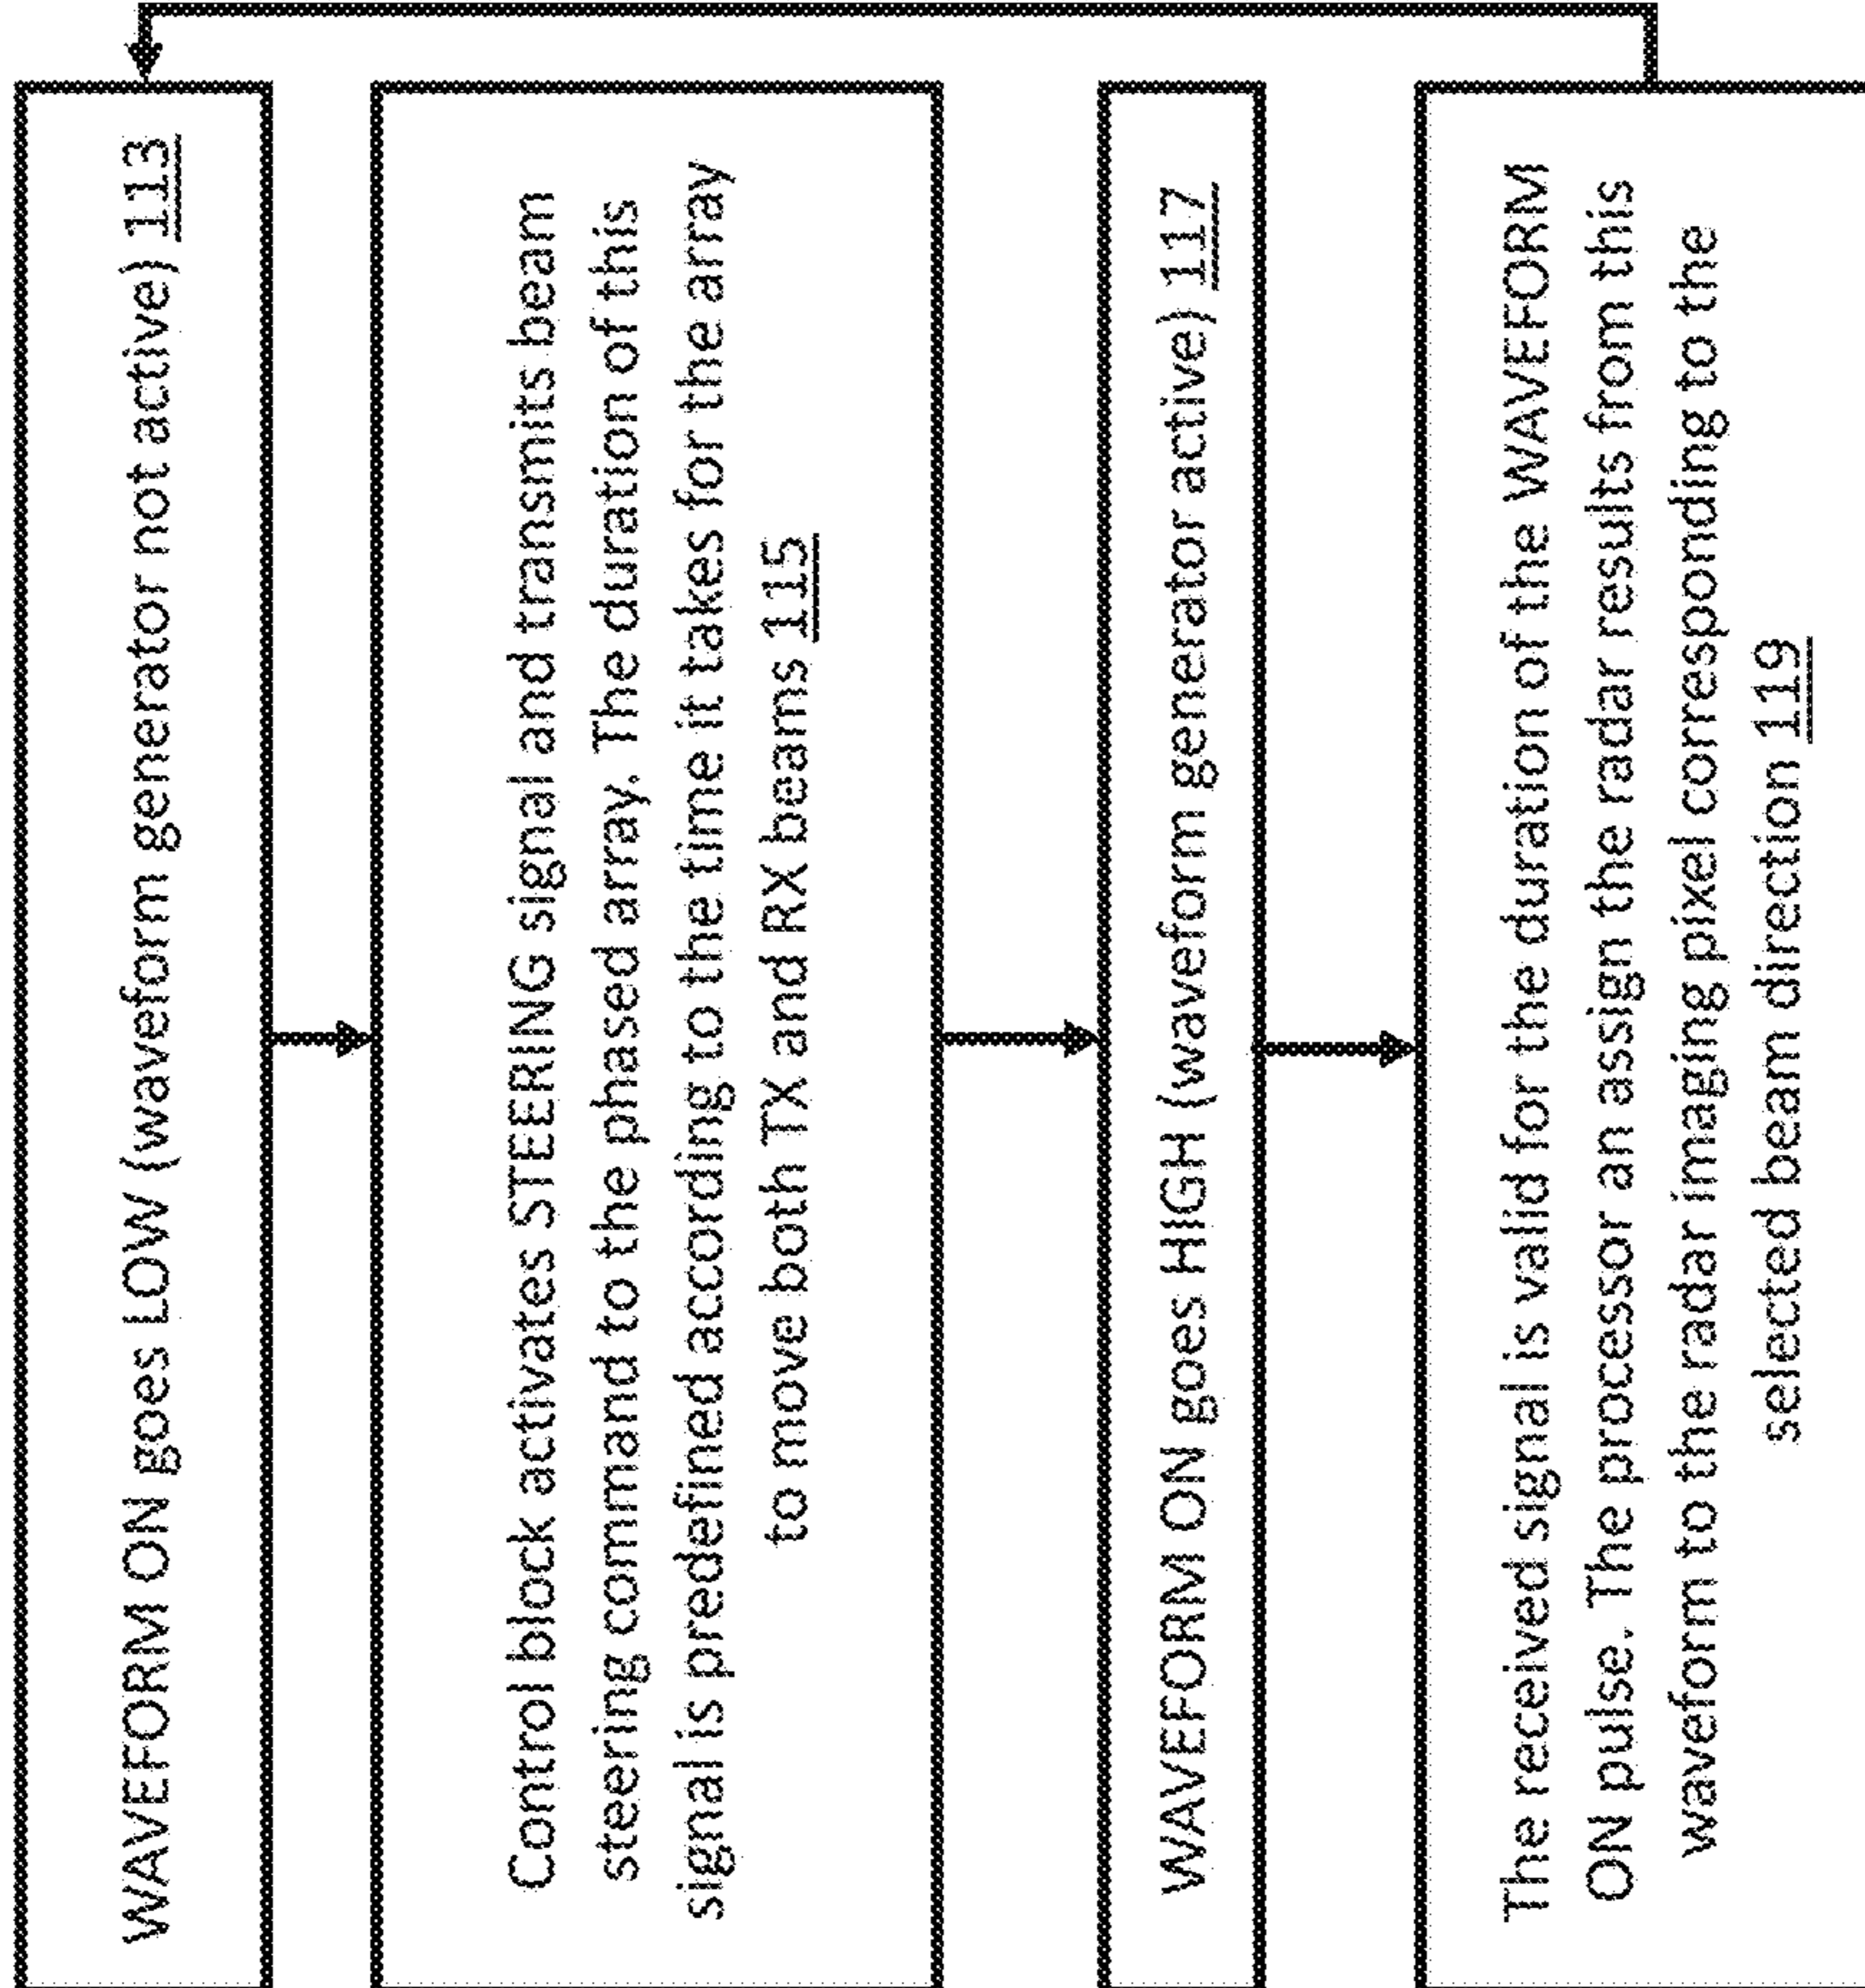 WAVEFORM ON goes LOW (waveform generator not active) 113
Control block activates STEERING signal and transmits beam
steering command to the phased array. The duration of this
signal is predefined according to the time it takes for the array
to move both TX and RX beams 115
WAVEFORM ON goes HIGH (waveform generator active) 117
The received signal is valid for the duration of the WAVEFORM
ON pulse. The processor an assign the radar results from this
waveform to the radar imaging pixel corresponding to the
selected beam direction 119